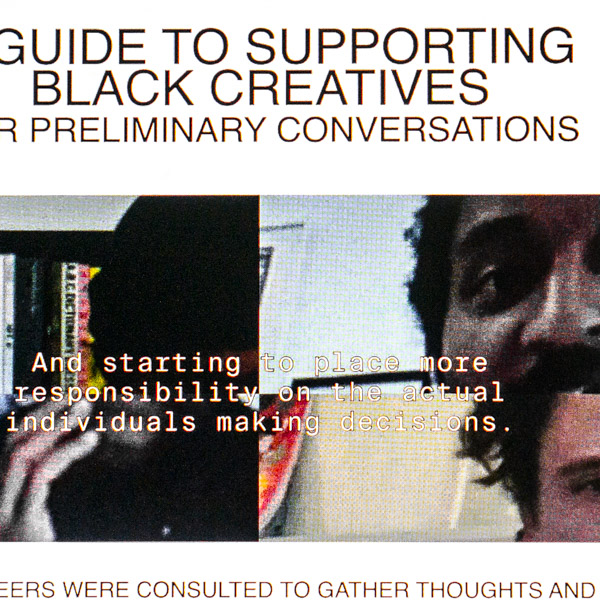 GUIDE TO SUPPORTING
BLACK CREATIVES
R PRELIMINARY CONVERSATIONS
And starting to place more
responsibility on the actual
individuals making decisions.
EERS WERE CONSULTED TO GATHER THOUGHTS AND